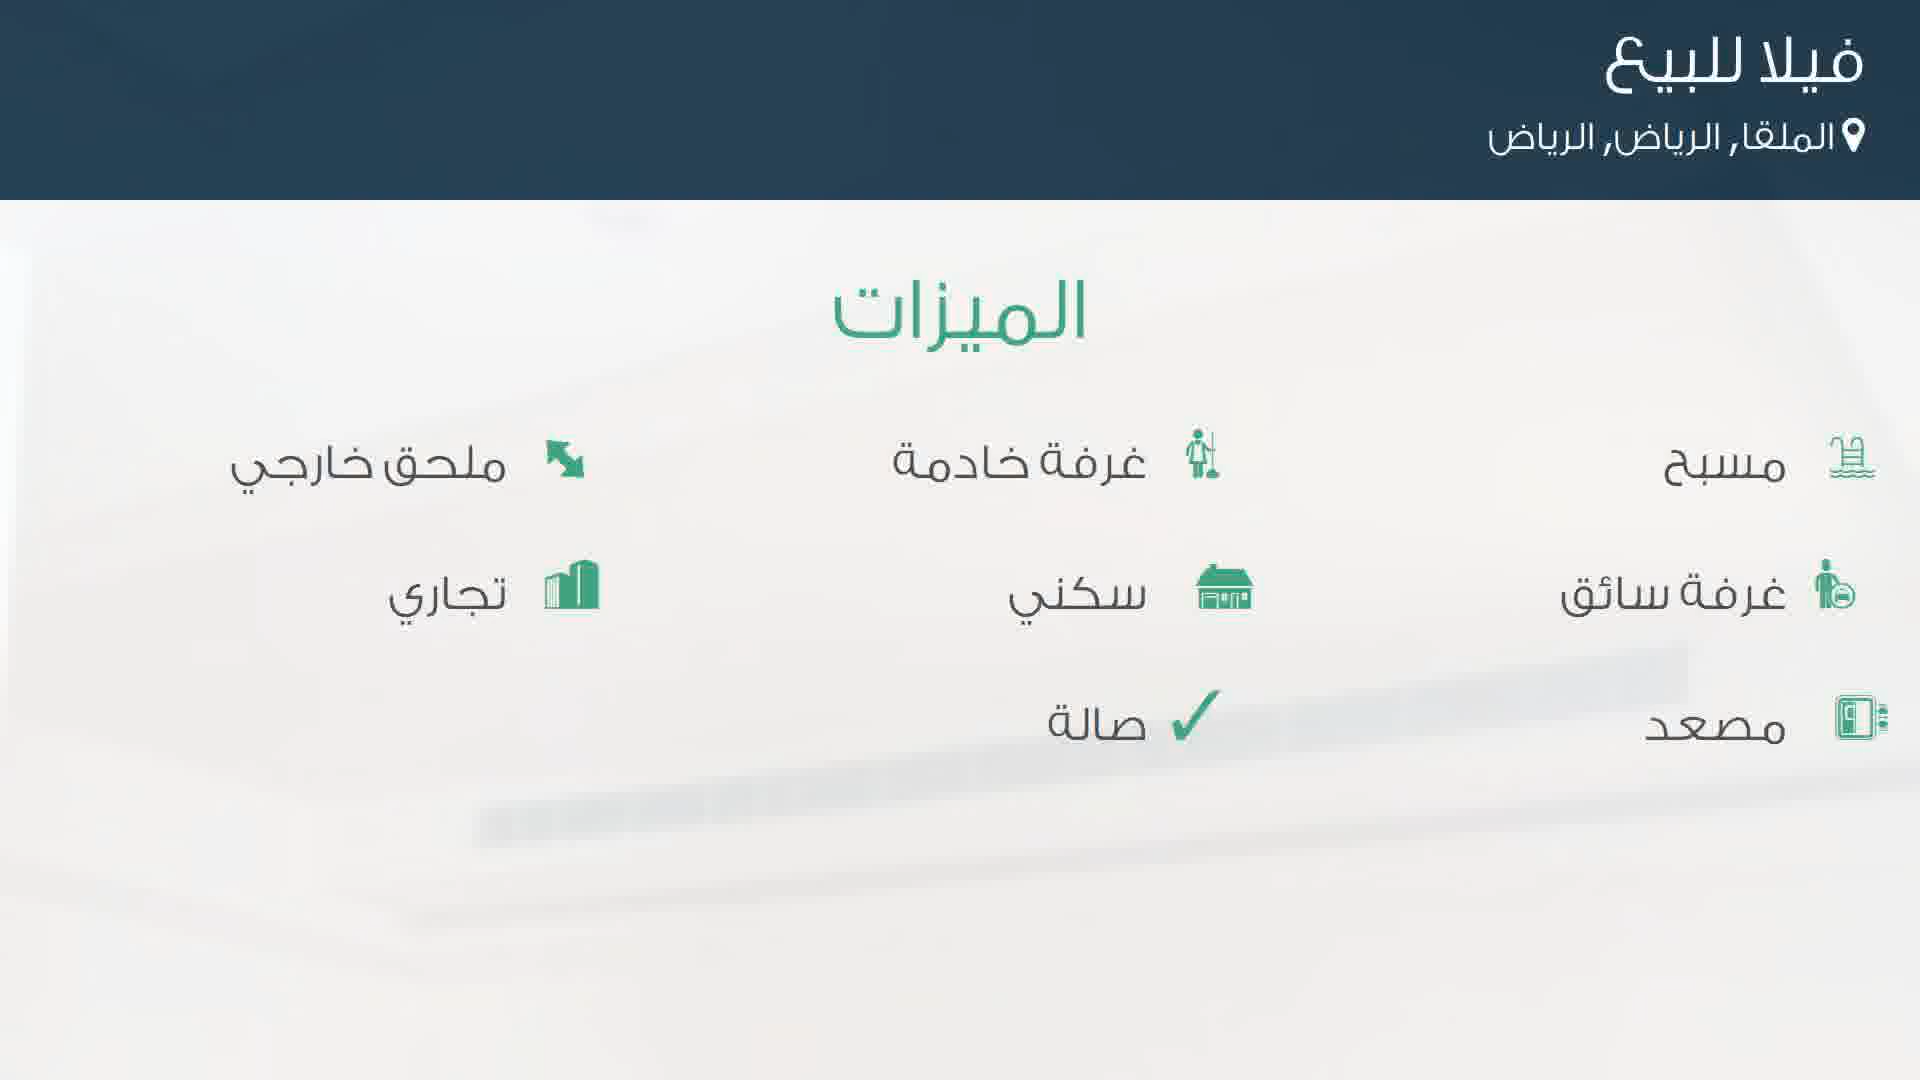 فيلا للبيع
الملقا, الرياض, الرياض
الميزات
مسبح غرفة خادمة ملحق خارجي
غرفة سائق سكني تجاري
مصعد صالة